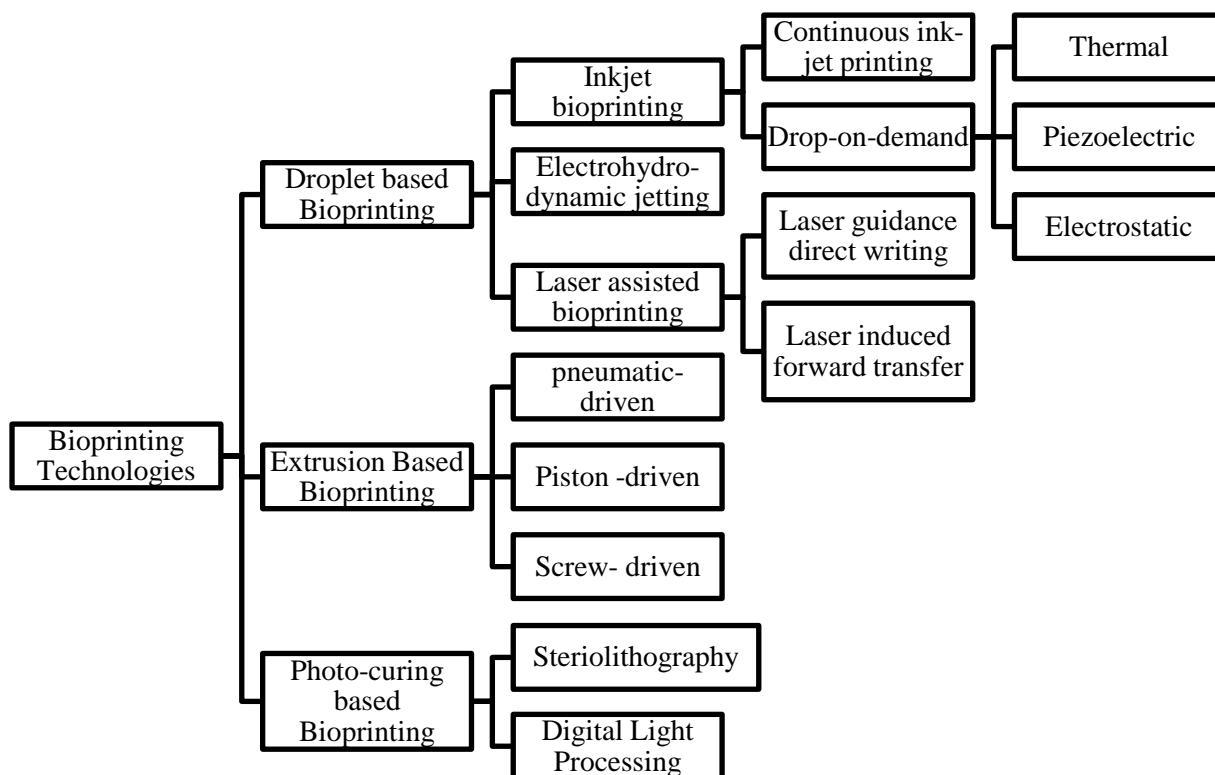 Bioprinting
Technologies
Droplet based
Bioprinting
Inkjet
bioprinting
Continuous ink-
jet printing
Drop-on-demand
Thermal
Piezoelectric
Electrostatic
Electrohydro-
dynamic jetting
Laser assisted
bioprinting
Laser guidance
direct writing
Laser induced
forward transfer
Extrusion Based
Bioprinting
pneumatic-
driven
Piston -driven
Screw- driven
Photo-curing
based
Bioprinting
Steriolithography
Digital Light
Processing